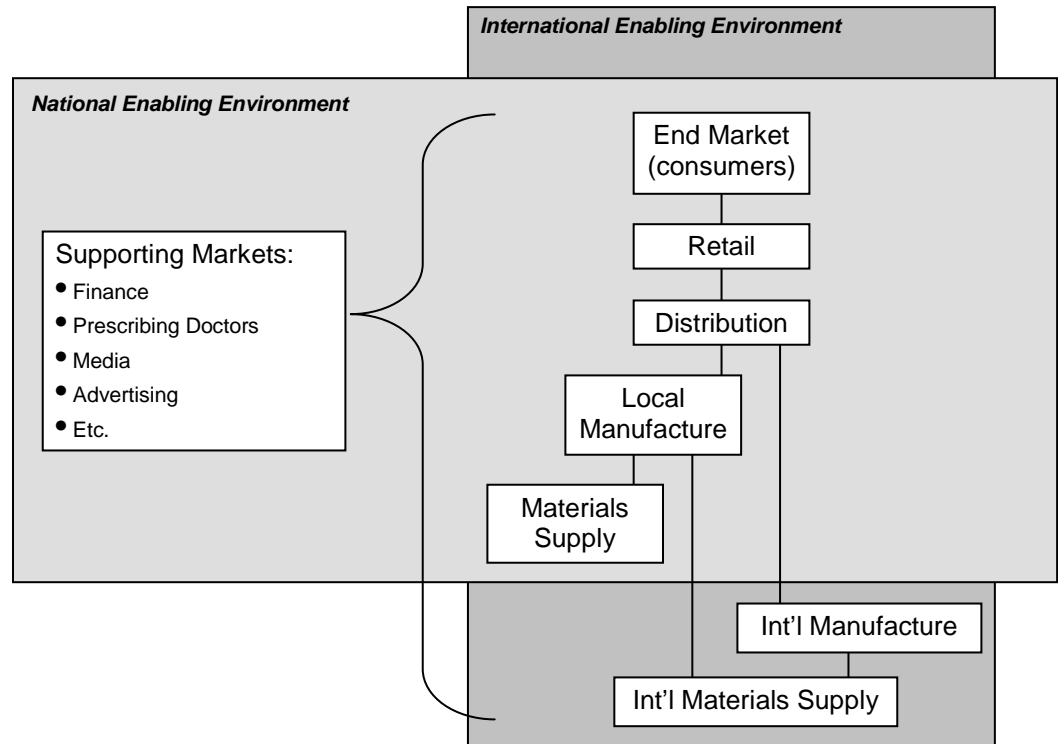 International Enabling Environment
National Enabling Environment
End Market
(consumers)
Retail
Supporting Markets:
• Finance
• Prescribing Doctors
• Media
• Advertising
• Etc.
Distribution
Local
Manufacture
Materials
Supply
Int’l Manufacture
Int’l Materials Supply